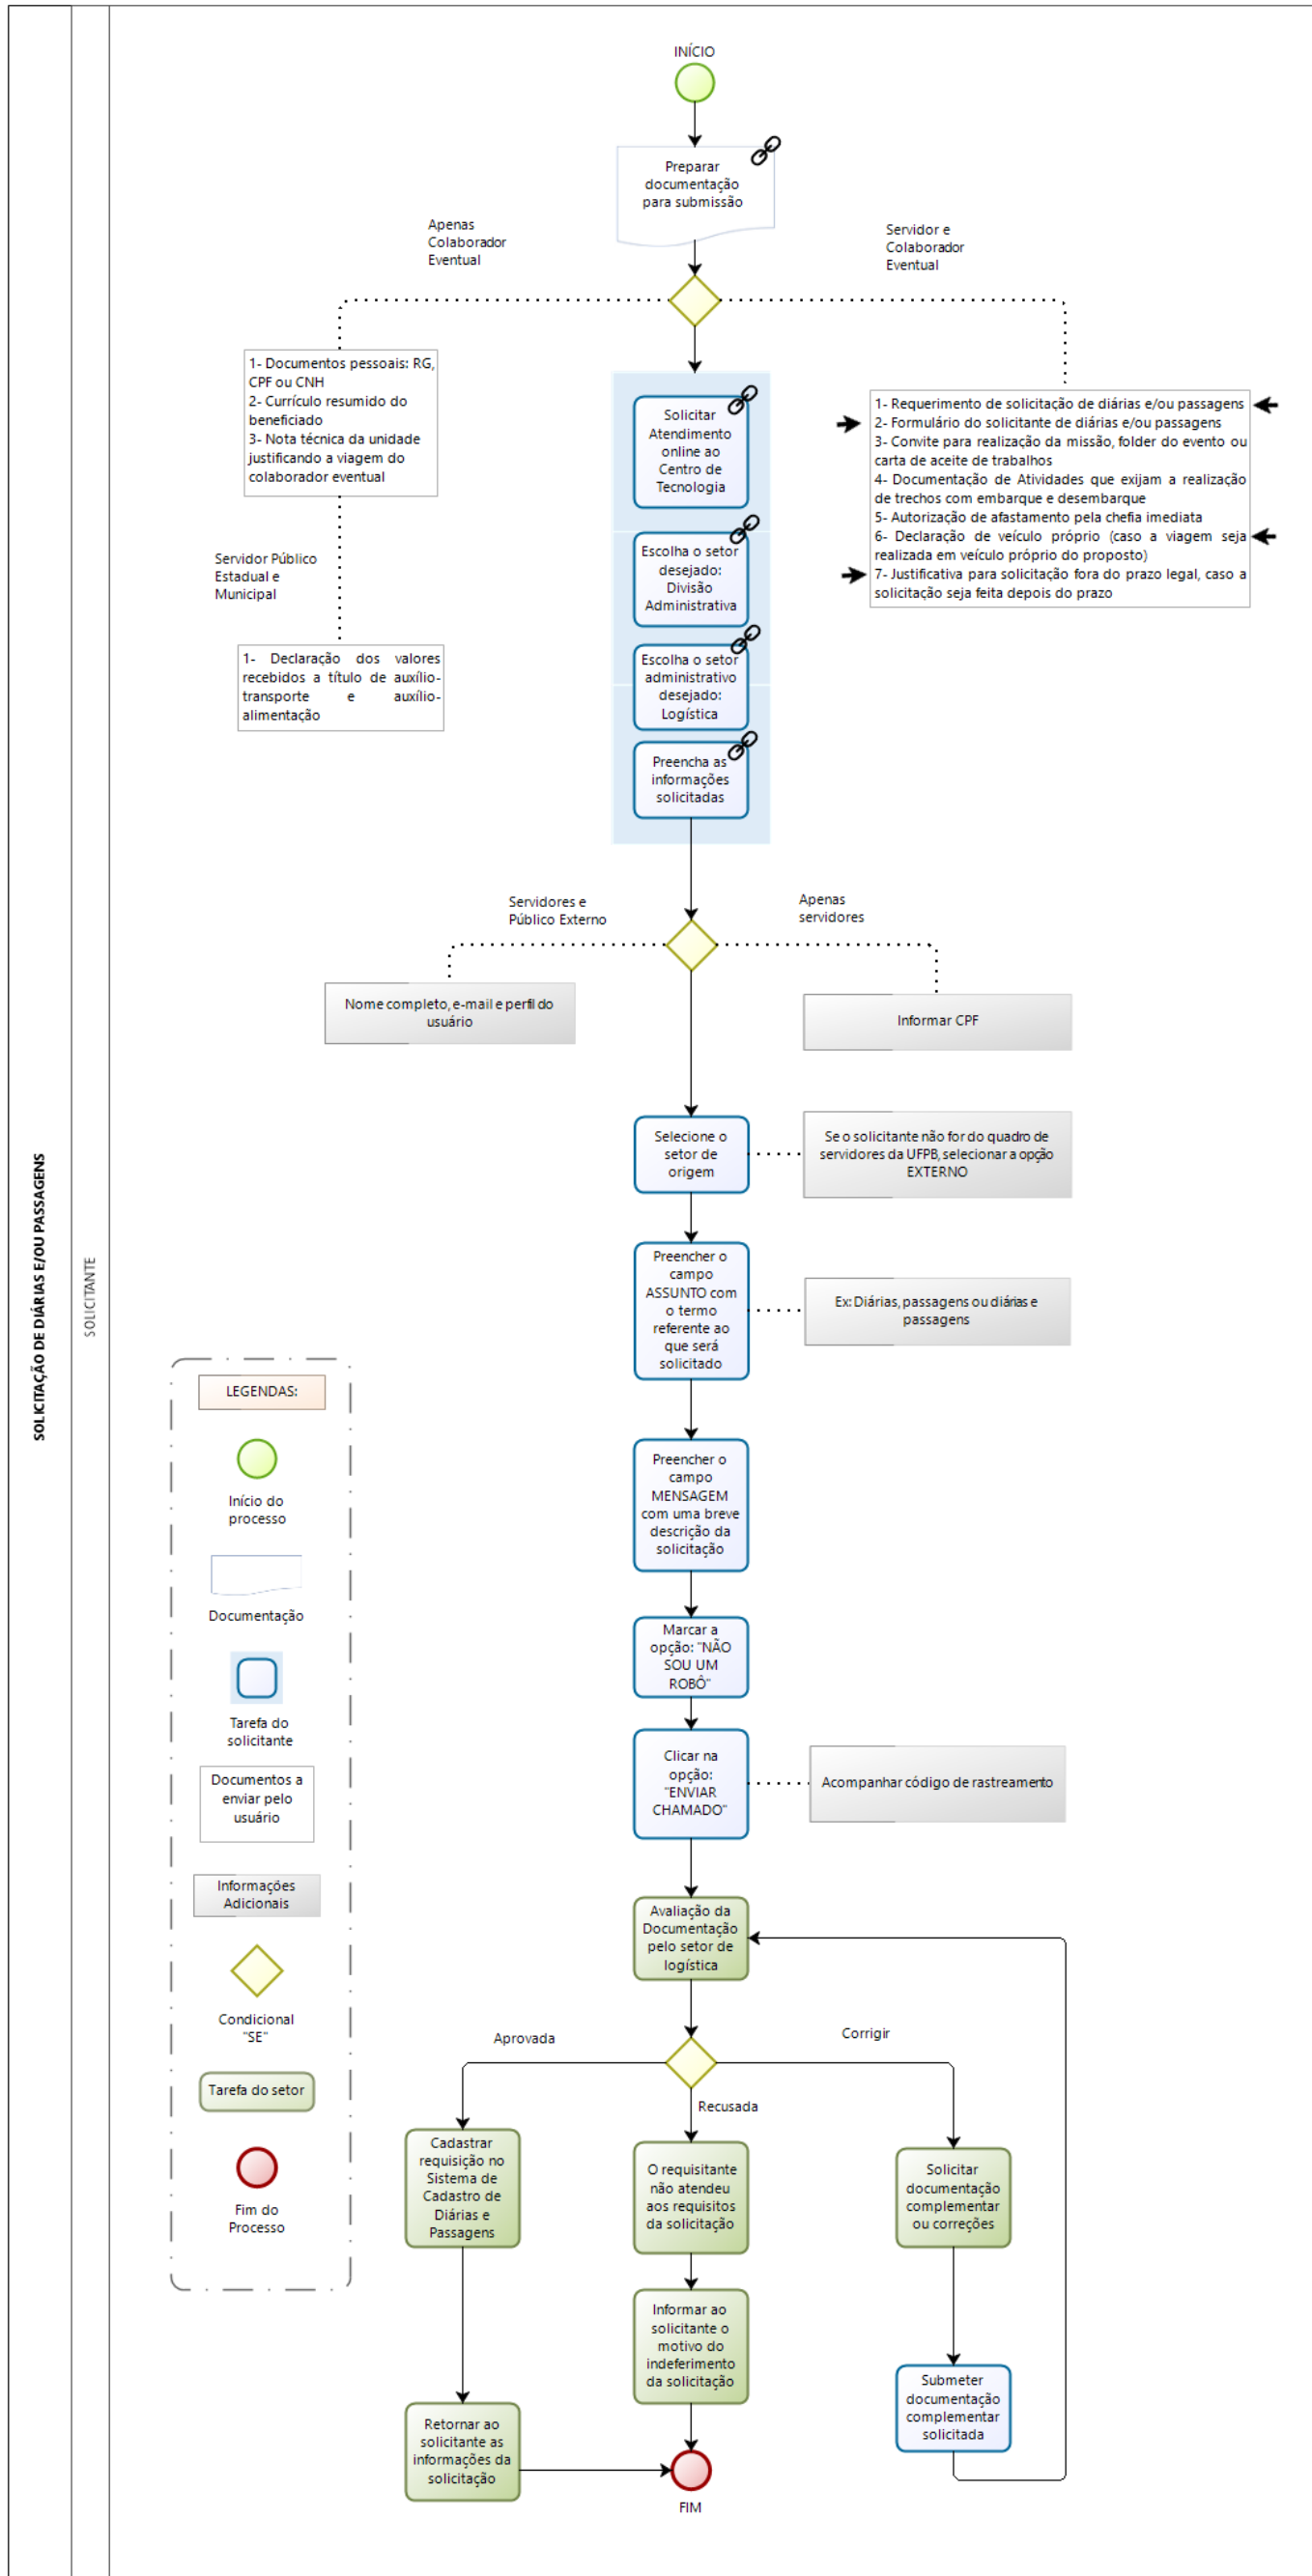 SOLICITAÇÃO DE DIÁRIAS E/OU PASSAGENS
SOLICITANTE
INÍCIO
Preparar
documentação
para submissão
Apenas
Colaborador
Eventual
Servidor e
Colaborador
Eventual
1- Documentos pessoais: RG,
CPF ou CNH
2- Currículo resumido do
beneficiado
3- Nota técnica da unidade
justificando a viagem do
colaborador eventual
Servidor Público
Estadual e
Municipal
1- Declaração dos valores
recebidos a título de auxílio-
transporte e auxílio-
alimentação
Solicitar
Atendimento
online ao
Centro de
Tecnologia
Escolha o setor
desejado:
Divisão
Administrativa
Escolha o setor
administrativo
desejado:
Logística
Preencha as
informações
solicitadas
1- Requerimento de solicitação de diárias e/ou passagens
2- Formulário do solicitante de diárias e/ou passagens
3- Convite para realização da missão, folder do evento ou
carta de aceite de trabalhos
4- Documentação de Atividades que exijam a realização
de trechos com embarque e desembarque
5- Autorização de afastamento pela chefia imediata
6- Declaração de veículo próprio (caso a viagem seja
realizada em veículo próprio do proposto)
7- Justificativa para solicitação fora do prazo legal, caso a
solicitação seja feita depois do prazo
Servidores e
Público Externo
Apenas
servidores
Nome completo, e-mail e perfil do
usuário
Informar CPF
Selecione o
setor de
origem
Se o solicitante não for do quadro de
servidores da UFPB, selecionar a opção
EXTERNO
Preencher o
campo
ASSUNTO com
o termo
referente ao
que será
solicitado
Ex: Diárias, passagens ou diárias e
passagens
Preencher o
campo
MENSAGEM
com uma breve
descrição da
solicitação
Marcar a
opção: "NÃO
SOU UM
ROBÔ"
Clicar na
opção:
"ENVIAR
CHAMADO"
Acompanhar código de rastreamento
Avaliação da
Documentação
pelo setor de
logística
Aprovada
Recusada
Corrigir
Cadastrar
requisição no
Sistema de
Cadastro de
Diárias e
Passagens
O requisitante
não atendeu
aos requisitos
da solicitação
Solicitar
documentação
complementar
ou correções
Informar ao
solicitante o
motivo do
indeferimento
da solicitação
Submeter
documentação
complementar
solicitada
Retornar ao
solicitante as
informações da
solicitação
FIM
LEGENDAS:
Início do
processo
Documentação
Tarefa do
solicitante
Documentos a
enviar pelo
usuário
Informações
Adicionais
Condicional
"SE"
Tarefa do setor
Fim do
Processo